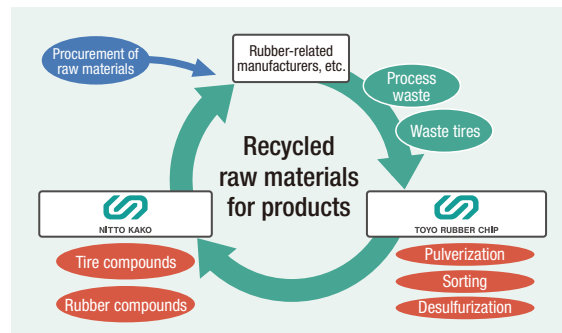 Procurement of
raw materials
Rubber-related
manufacturers, etc.
Process
waste
Waste tires
Recycled
raw materials
for products
NITTO KAKO
Tire compounds
Rubber compounds
TOYO RUBBER CHIP
Pulverization
Sorting
Desulfurization